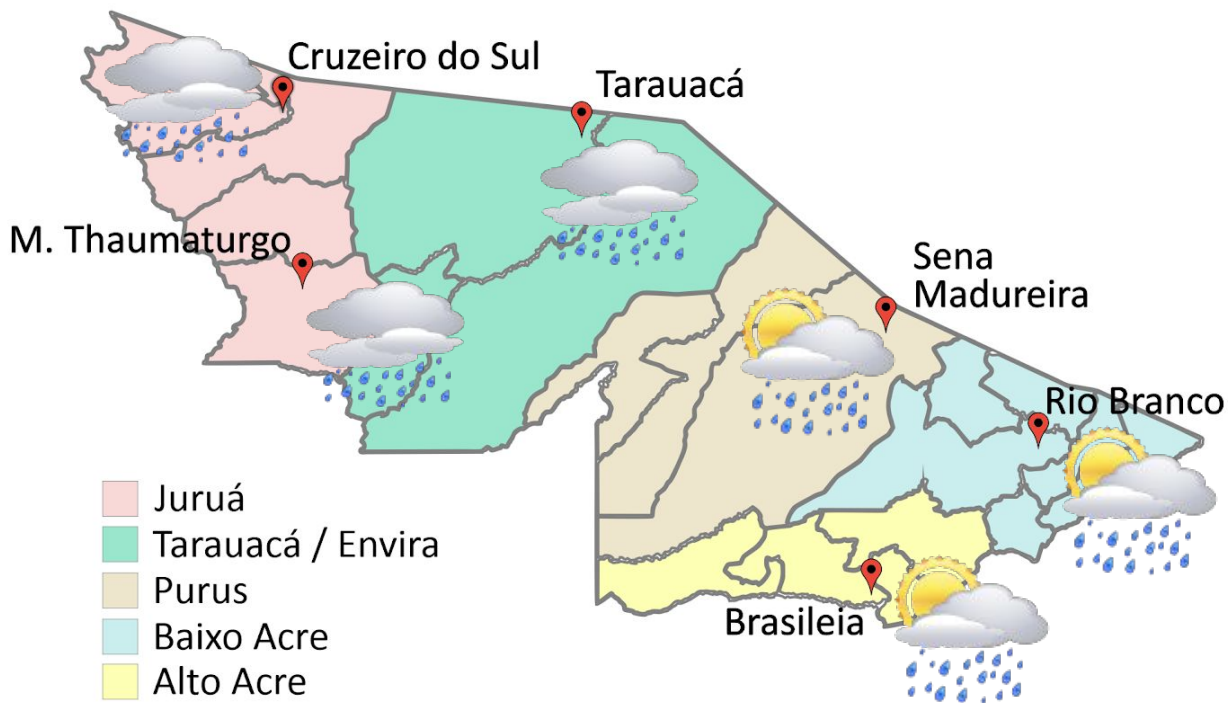 Cruzeiro do Sul
Tarauacá
M. Thaumaturgo
Sena
Madureira
Rio Branco
Brasileia
Juruá
Tarauacá / Envira
Purus
Baixo Acre
Alto Acre